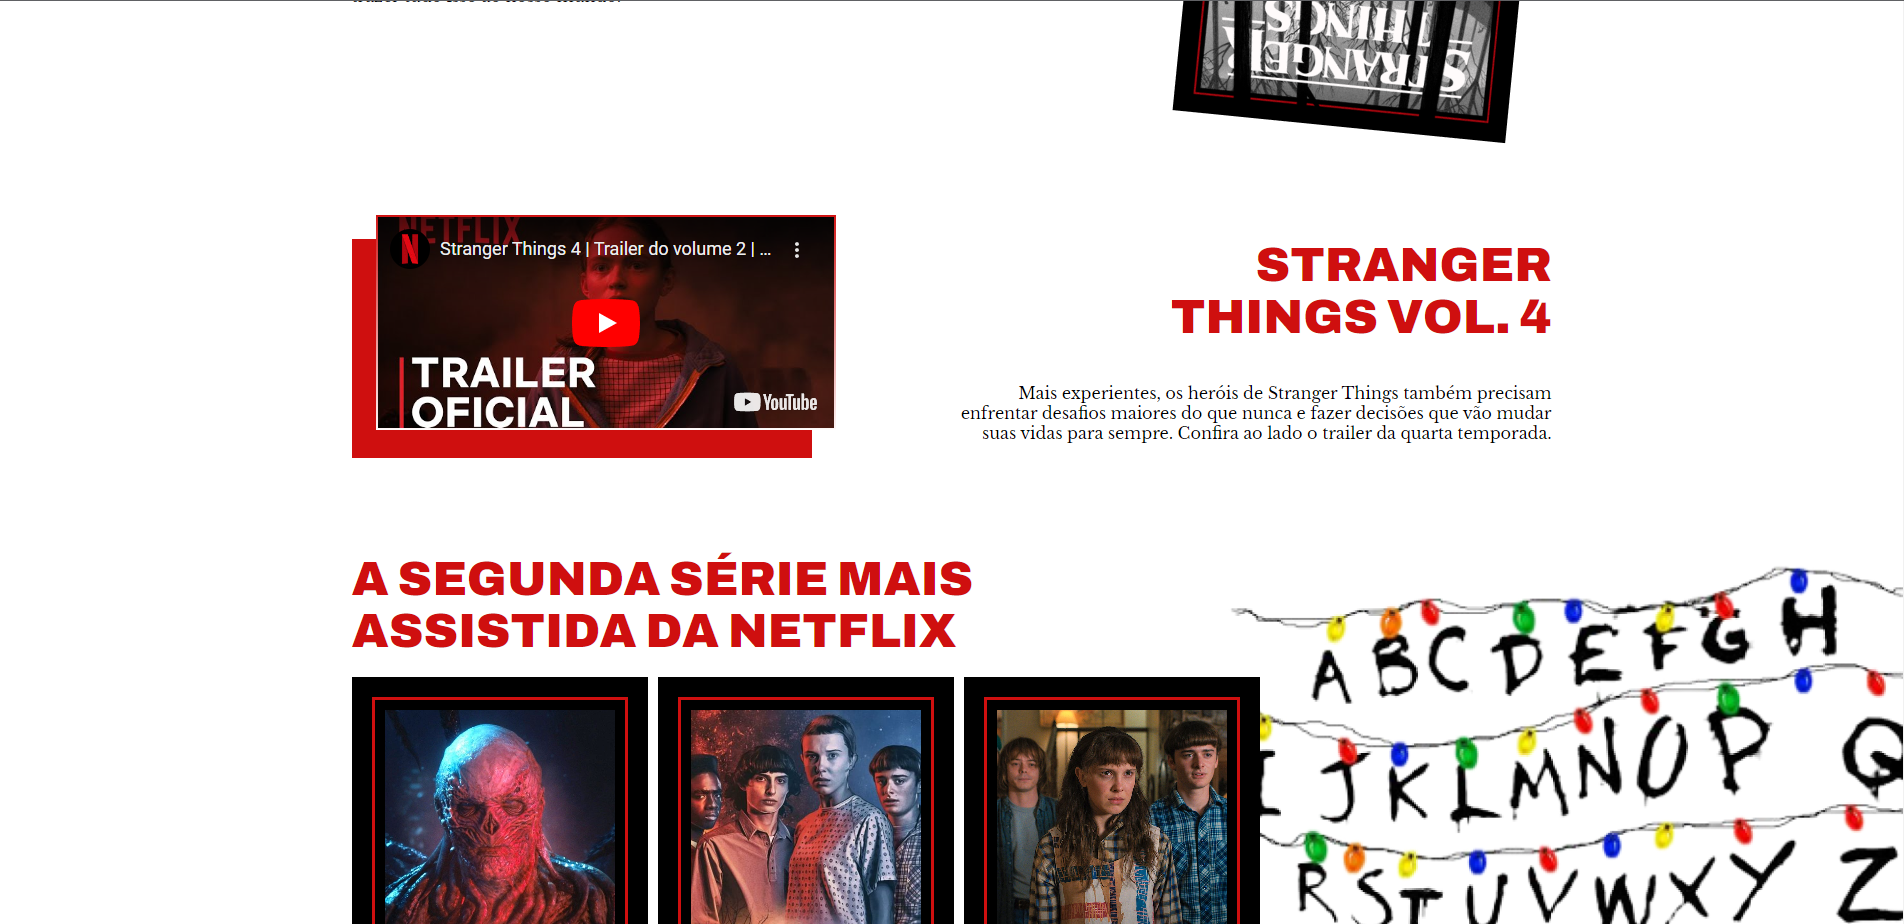 STRANGER
THINGS
NETFLIX
Stranger Things 4 | Trailer do volume 2 | ...
TRAILER
OFICIAL
YouTube
STRANGER
THINGS VOL. 4
Mais experientes, os heróis de Stranger Things também precisam
enfrentar desafios maiores do que nunca e fazer decisões que vão mudar
suas vidas para sempre. Confira ao lado o trailer da quarta temporada.
A SEGUNDA SÉRIE MAIS
ASSISTIDA DA NETFLIX
A B C D E F G H
I J K L M N O P Q
R S T U V W X Y Z